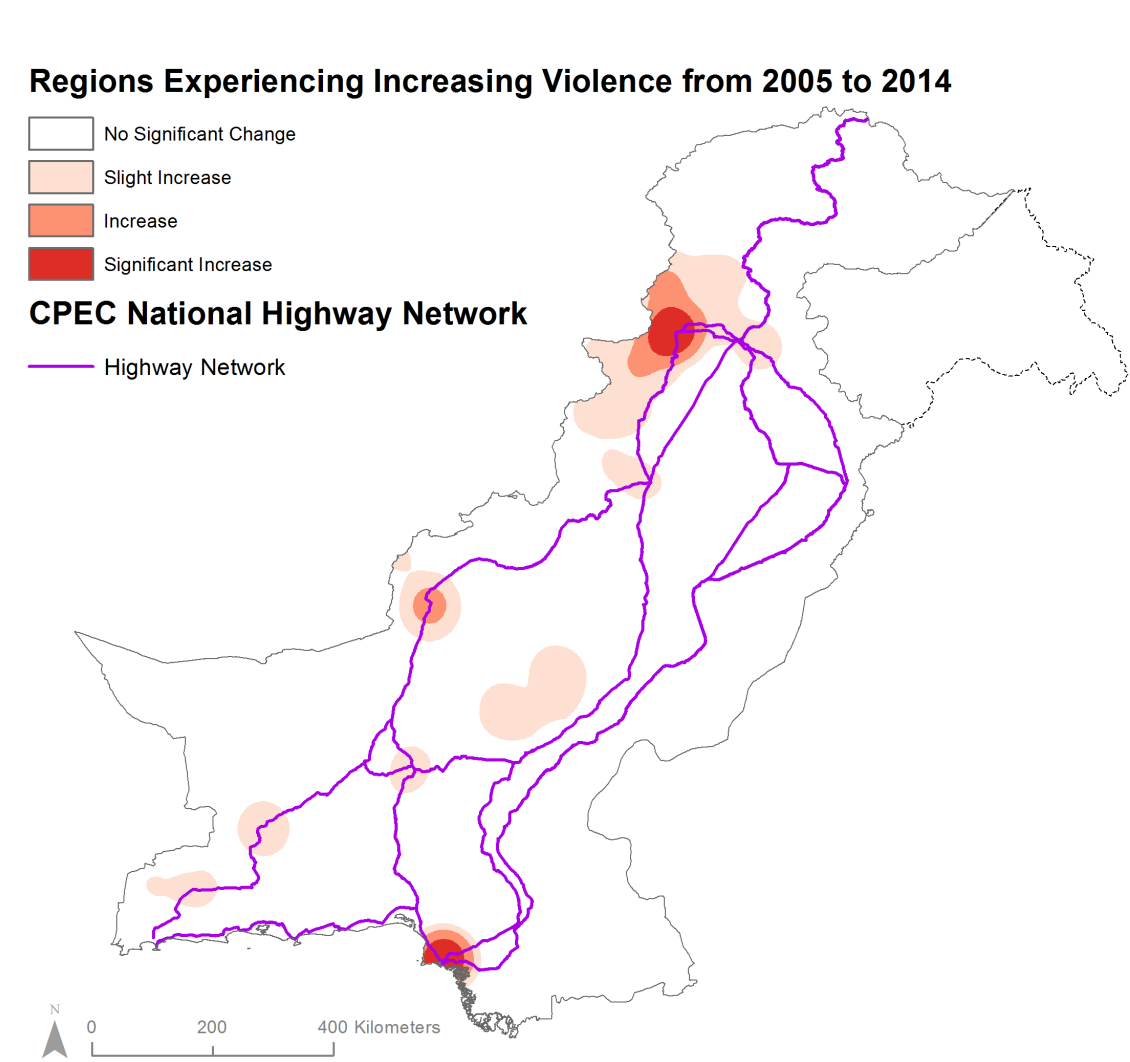 Regions Experiencing Increasing Violence from 2005 to 2014
No Significant Change
Slight Increase
Increase
Significant Increase
CPEC National Highway Network
Highway Network
N
0 200 400 Kilometers